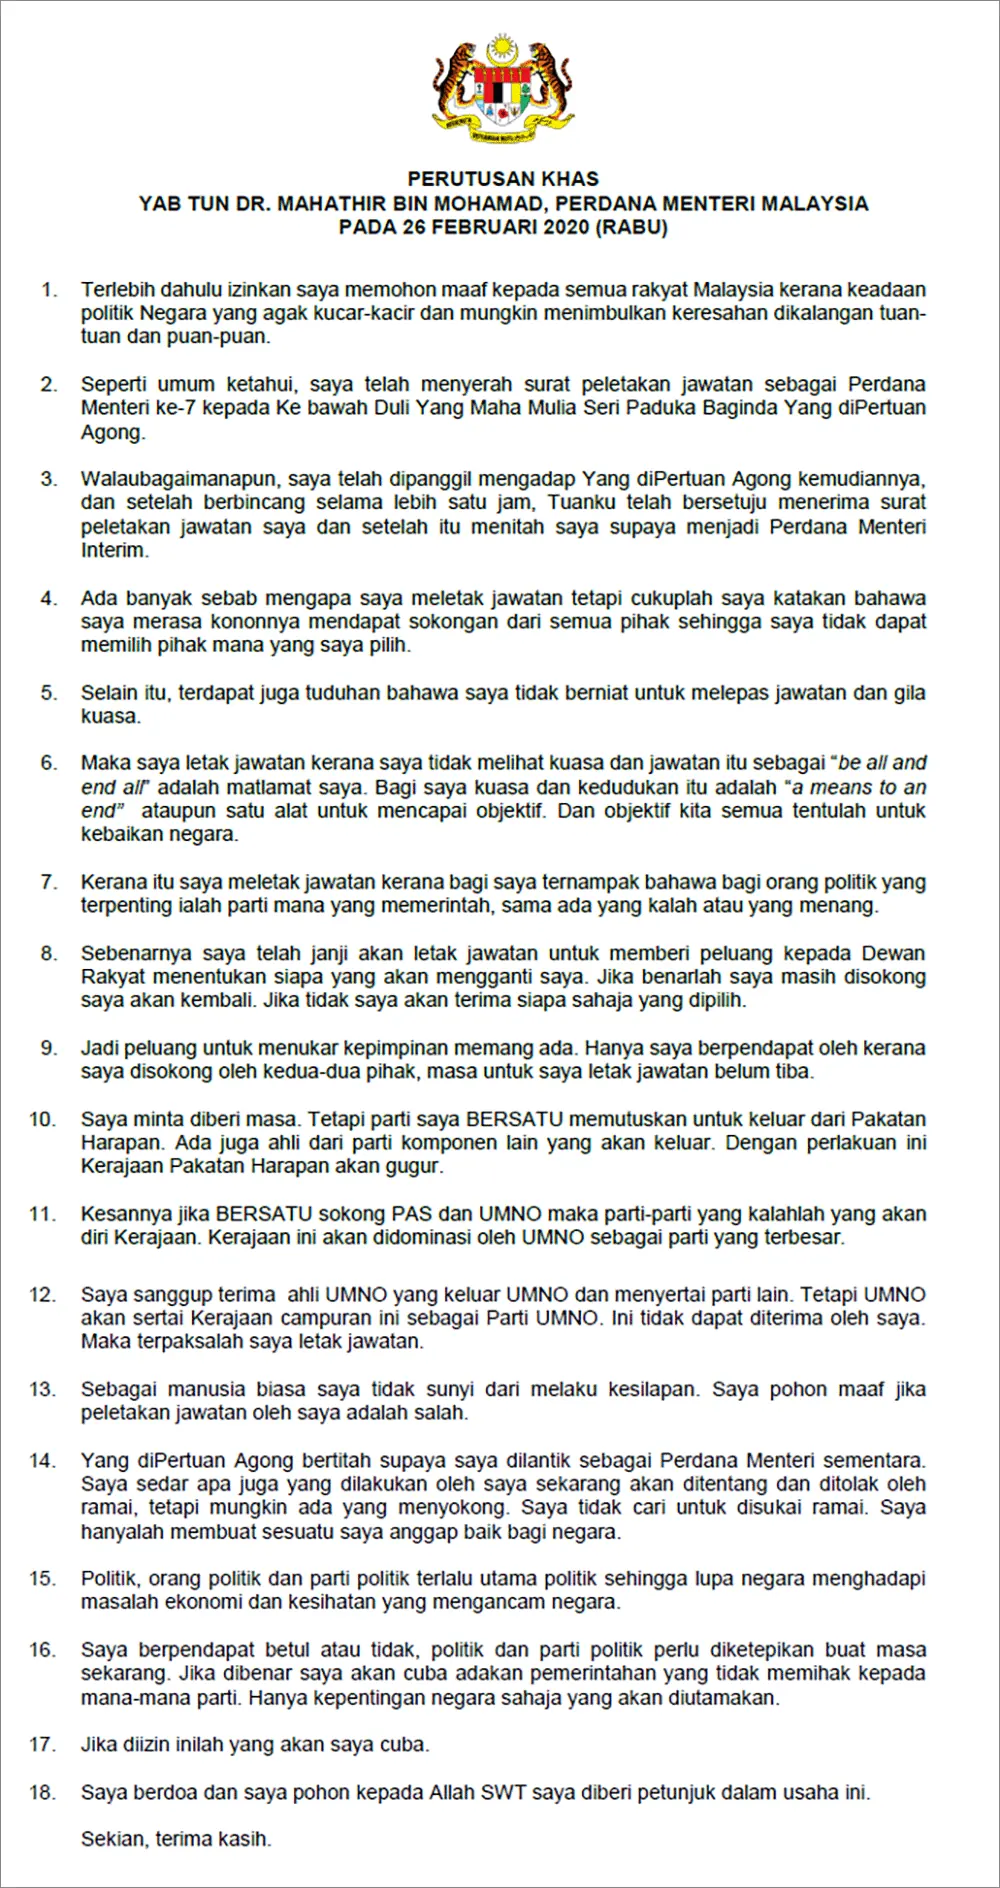 PERUTUSAN KHAS
YAB TUN DR. MAHATHIR BIN MOHAMAD, PERDANA MENTERI MALAYSIA
PADA 26 FEBRUARI 2020 (RABU)
1. Terlebih dahulu izinkan saya memohon maaf kepada semua rakyat Malaysia kerana keadaan
politik Negara yang agak kucar-kacir dan mungkin menimbulkan keresahan dikalangan tuan-
tuan dan puan-puan.
2. Seperti umum ketahui, saya telah menyerah surat peletakan jawatan sebagai Perdana
Menteri ke-7 kepada Ke bawah Duli Yang Maha Mulia Seri Paduka Baginda Yang diPertuan
Agong.
3. Walaubagaimanapun, saya telah dipanggil mengadap Yang diPertuan Agong kemudiannya,
dan setelah berbincang selama lebih satu jam, Tuanku telah bersetuju menerima surat
peletakan jawatan saya dan setelah itu menitah saya supaya menjadi Perdana Menteri
Interim.
4. Ada banyak sebab mengapa saya meletak jawatan tetapi cukuplah saya katakan bahawa
saya merasa kononnya mendapat sokongan dari semua pihak sehingga saya tidak dapat
memilih pihak mana yang saya pilih.
5. Selain itu, terdapat juga tuduhan bahawa saya tidak berniat untuk melepas jawatan dan gila
kuasa.
6. Maka saya letak jawatan kerana saya tidak melihat kuasa dan jawatan itu sebagai “be all and
end all” adalah matlamat saya. Bagi saya kuasa dan kedudukan itu adalah “a means to an
end” ataupun satu alat untuk mencapai objektif. Dan objektif kita semua tentulah untuk
kebaikan negara.
7. Kerana itu saya meletak jawatan kerana bagi saya ternampak bahawa bagi orang politik yang
terpenting ialah parti mana yang memerintah, sama ada yang kalah atau yang menang.
8. Sebenarnya saya telah janji akan letak jawatan untuk memberi peluang kepada Dewan
Rakyat menentukan siapa yang akan mengganti saya. Jika benarlah saya masih disokong
saya akan kembali. Jika tidak saya akan terima siapa sahaja yang dipilih.
9. Jadi peluang untuk menukar kepimpinan memang ada. Hanya saya berpendapat oleh kerana
saya disokong oleh kedua-dua pihak, masa untuk saya letak jawatan belum tiba.
10. Saya minta diberi masa. Tetapi parti saya BERSATU memutuskan untuk keluar dari Pakatan
Harapan. Ada juga ahli dari parti komponen lain yang akan keluar. Dengan perlakuan ini
Kerajaan Pakatan Harapan akan gugur.
11. Kesannya jika BERSATU sokong PAS dan UMNO maka parti-parti yang kalahlah yang akan
diri Kerajaan. Kerajaan ini akan didominasi oleh UMNO sebagai parti yang terbesar.
12. Saya sanggup terima ahli UMNO yang keluar UMNO dan menyertai parti lain. Tetapi UMNO
akan sertai Kerajaan campuran ini sebagai Parti UMNO. Ini tidak dapat diterima oleh saya.
Maka terpaksalah saya letak jawatan.
13. Sebagai manusia biasa saya tidak sunyi dari melaku kesilapan. Saya pohon maaf jika
peletakan jawatan oleh saya adalah salah.
14. Yang diPertuan Agong bertitah supaya saya dilantik sebagai Perdana Menteri sementara.
Saya sedar apa juga yang dilakukan oleh saya sekarang akan ditentang dan ditolak oleh
ramai, tetapi mungkin ada yang menyokong. Saya tidak cari untuk disukai ramai. Saya
hanyalah membuat sesuatu saya anggap baik bagi negara.
15. Politik, orang politik dan parti politik terlalu utama politik sehingga lupa negara menghadapi
masalah ekonomi dan kesihatan yang mengancam negara.
16. Saya berpendapat betul atau tidak, politik dan parti politik perlu diketepikan buat masa
sekarang. Jika dibenar saya akan cuba adakan pemerintahan yang tidak memihak kepada
mana-mana parti. Hanya kepentingan negara sahaja yang akan diutamakan.
17. Jika diizin inilah yang akan saya cuba.
18. Saya berdoa dan saya pohon kepada Allah SWT saya diberi petunjuk dalam usaha ini.
Sekian, terima kasih.